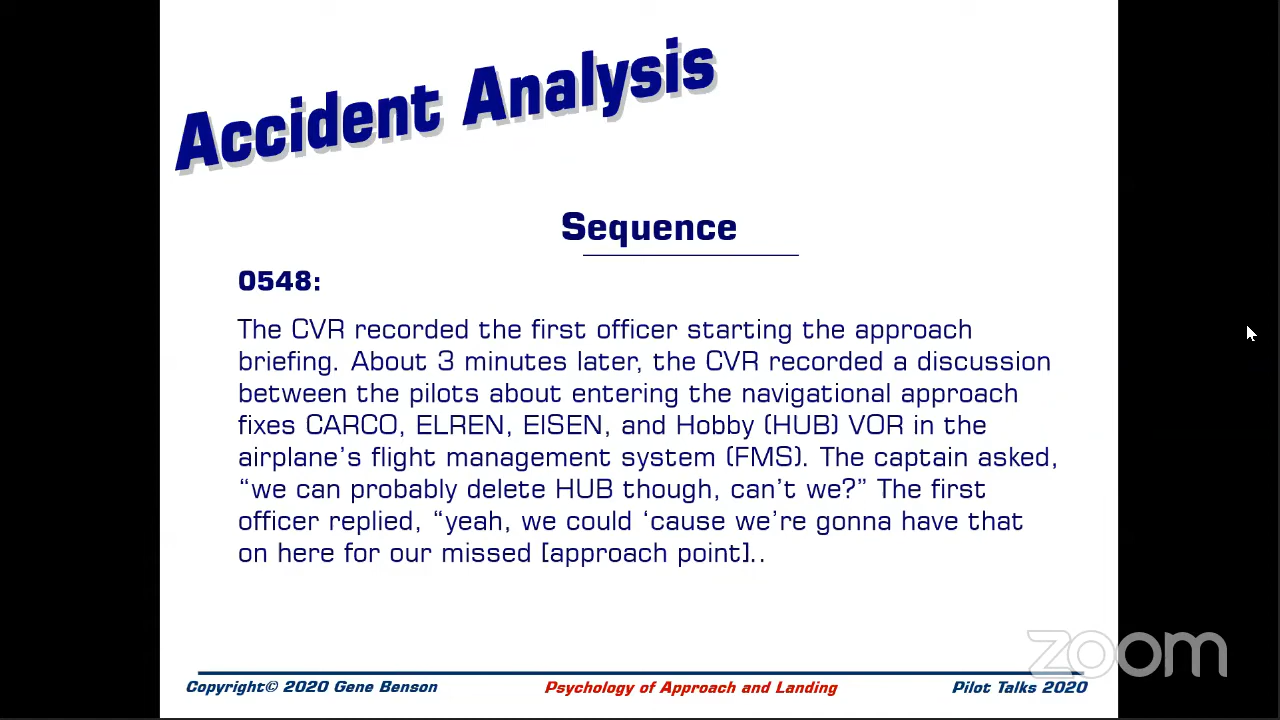 Accident Analysis
Sequence
0548:
The CVR recorded the first officer starting the approach
briefing. About 3 minutes later, the CVR recorded a discussion
between the pilots about entering the navigational approach
fixes CARCO, ELREN, EISEN, and Hobby (HUB) VOR in the
airplane's flight management system (FMS). The captain asked,
“we can probably delete HUB though, can't we?” The first
officer replied, “yeah, we could ‘cause we're gonna have that
on here for our missed [approach point]..
zoom
Copyright© 2020 Gene Benson
Psychology of Approach and Landing
Pilot Talks 2020